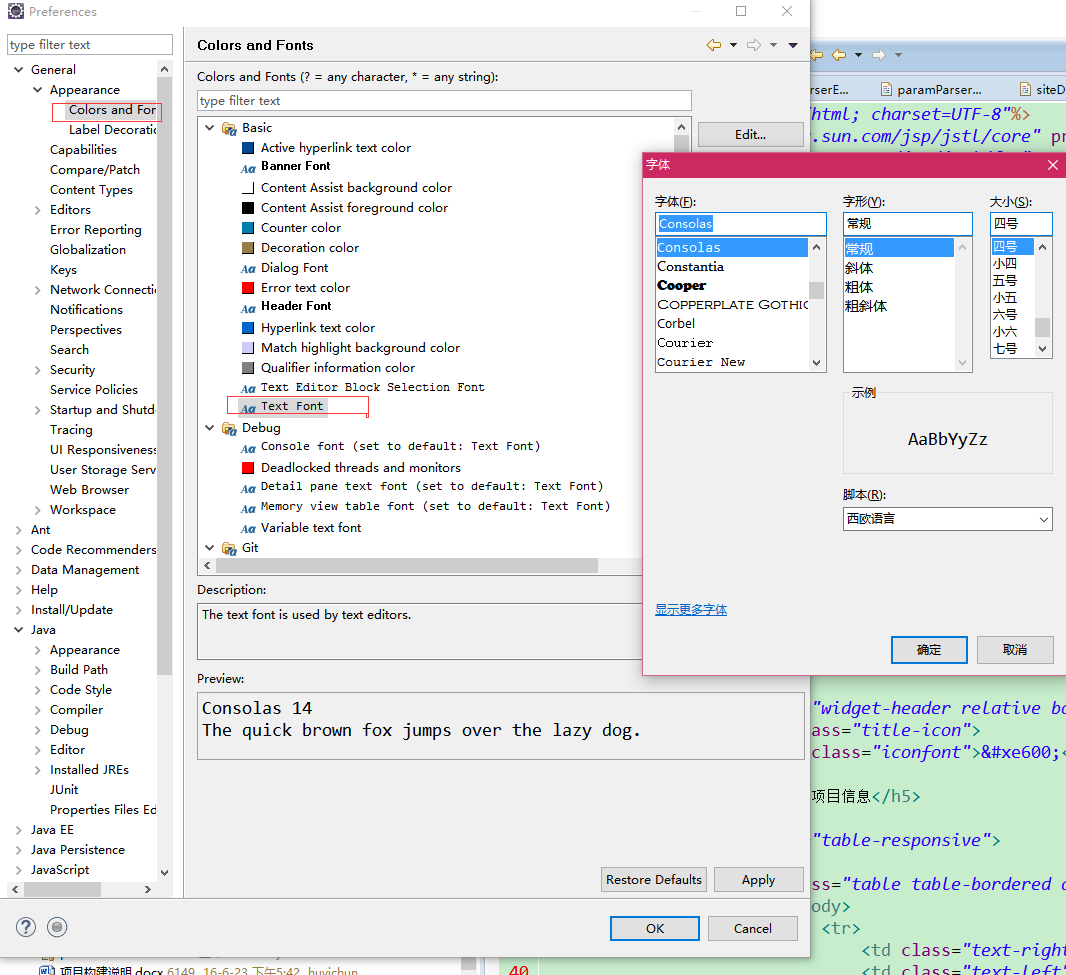 Preferences
type filter text
General
Appearance
Colors and For
Label Decoratic
Capabilities
Compare/Patch
Content Types
Editors
Error Reporting
Globalization
Keys
Network Connectic
Notifications
Perspectives
Search
Security
Service Policies
Startup and Shutd
Tracing
UI Responsiveness
User Storage Serv
Web Browser
Workspace
Ant
Code Recommenders
Data Management
Help
Install/Update
Java
Appearance
Build Path
Code Style
Compiler
Debug
Editor
Installed JREs
JUnit
Properties Files Ed
Java EE
Java Persistence
JavaScript
Colors and Fonts
Colors and Fonts (? = any character, * = any string):
type filter text
Basic
Active hyperlink text color
Banner Font
Content Assist background color
Content Assist foreground color
Counter color
Decoration color
Dialog Font
Error text color
Header Font
Hyperlink text color
Match highlight background color
Qualifier information color
Text Editor Block Selection Font
Text Font
Debug
Console font (set to default: Text Font)
Deadlocked threads and monitors
Detail pane text font (set to default: Text Font)
Memory view table font (set to default: Text Font)
Variable text font
Git
Edit...
Description:
The text font is used by text editors.
Preview:
Consolas 14
The quick brown fox jumps over the lazy dog.
Restore Defaults
Apply
OK
Cancel
字体
字体(F):
Consolas
Consolas
Constantia
Cooper
COPPERPLATE GOTHIC
Corbel
Courier
Courier New
字形(Y):
常规
常规
斜体
粗体
粗斜体
大小(S):
四号
四号
小四
五号
小五
六号
小六
七号
示例
AaBbYyZz
脚本(R):
西欧语言
显示更多字体
确定
取消
rserE...
paramParser...
siteD
html; charset=UTF-8"%>
.sun.com/jsp/jstl/core" pr
"widget-header relative bo
ass="title-icon">
class="iconfont">&#xe600;<
项目信息</h5>
"table-responsive">
ss="table table-bordered
ody>
<tr>
<td class="text-right
40
<td class="text-left"
项目构建说明.docx 6149 16-6-23 下午5:42 huyichun